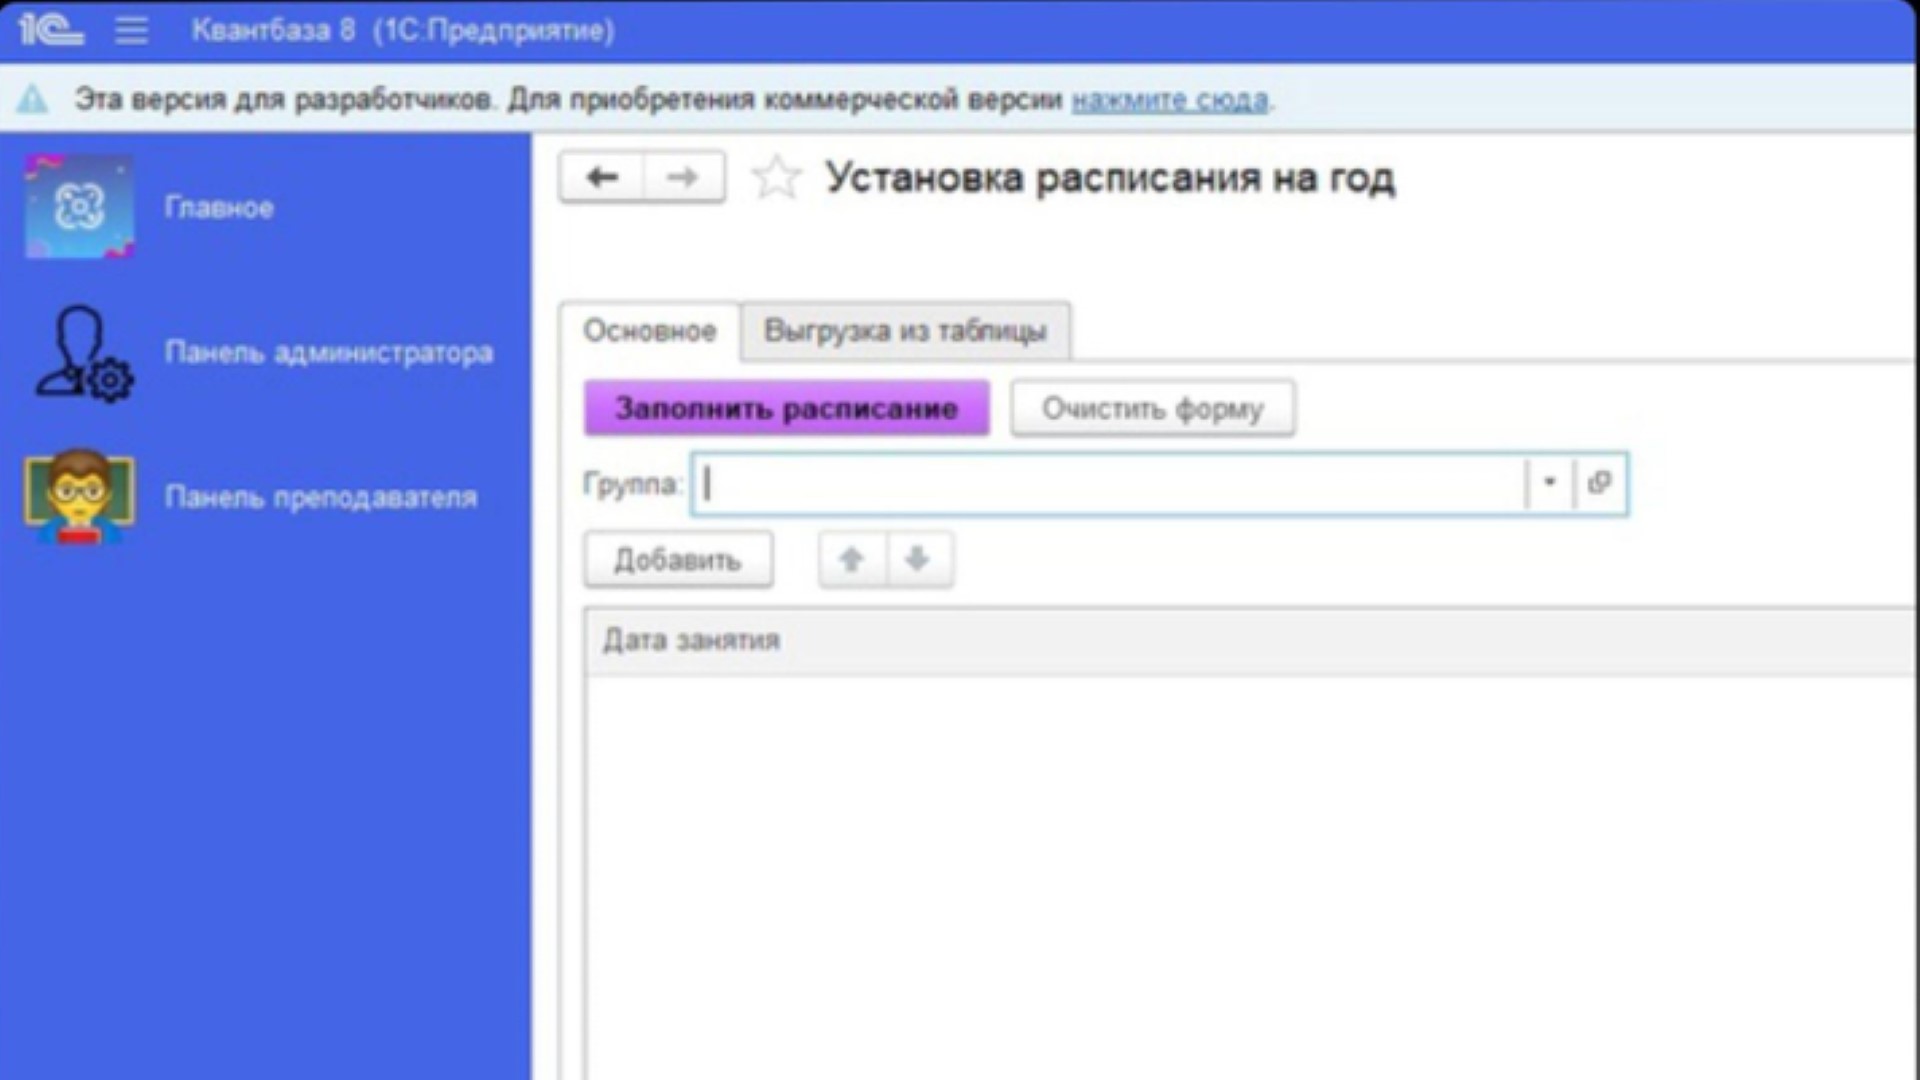 1С Квантбаза 8 (1С:Предприятие)
Эта версия для разработчиков. Для приобретения коммерческой версии нажмите сюда.
Главное
Панель администратора
Панель преподавателя
Установка расписания на год
Основное Выгрузка из таблицы
Заполнить расписание Очистить форму
Группа:
Добавить
Дата занятия